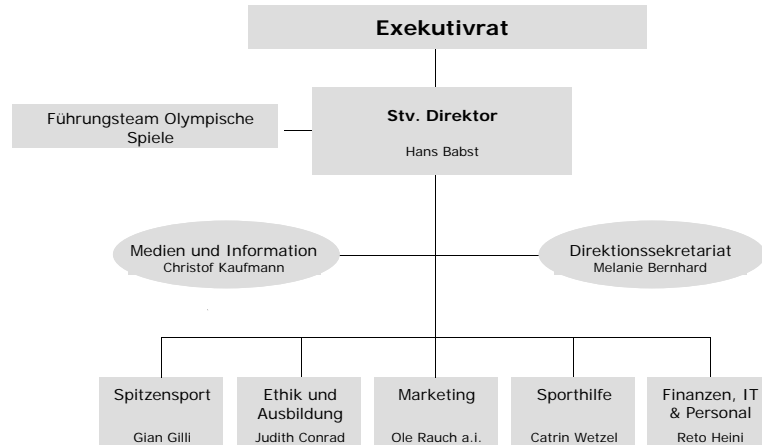 Exekutivrat
Stv. Direktor
Hans Babst
Führungsteam Olympische
Spiele
Medien und Information
Christof Kaufmann
Direktionssekretariat
Melanie Bernhard
Spitzensport
Gian Gilli
Ethik und
Ausbildung
Judith Conrad
Marketing
Ole Rauch a.i.
Sporthilfe
Catrin Wetzel
Finanzen, IT
& Personal
Reto Heini